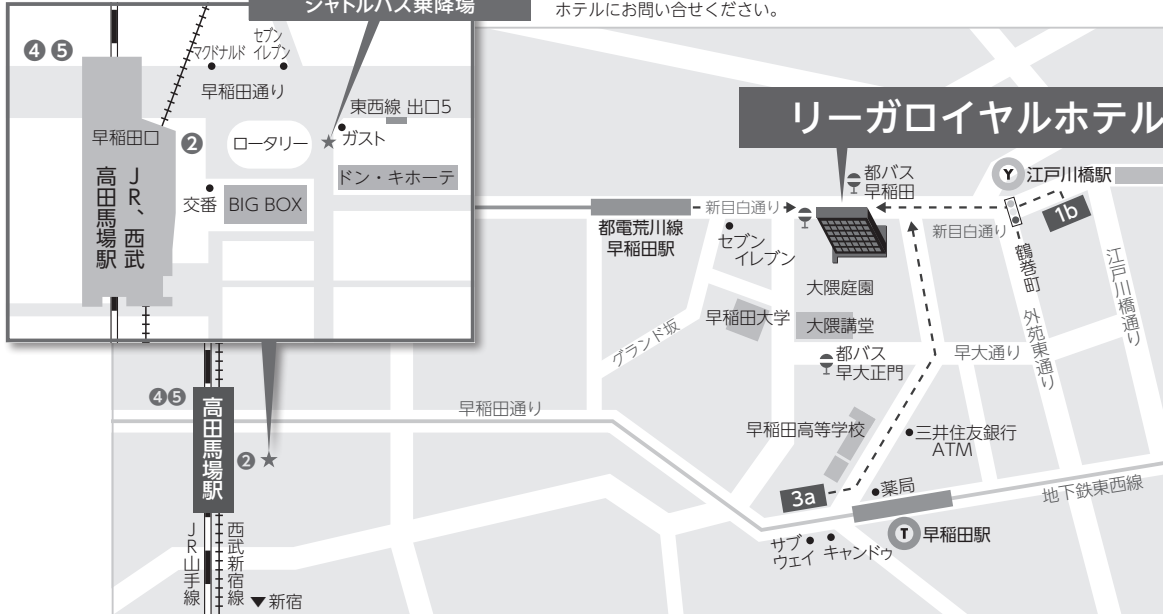 シャトルバス乗降場
ホテルにお問い合せください。
❹❺
マクドナルド
セブン
イレブン
早稲田通り
東西線 出口5
早稲田口
❷
ロータリー
★
ガスト
ドン・キホーテ
JR、西武
高田馬場駅
交番
BIG BOX
リーガロイヤルホテル
都バス
早稲田
Y 江戸川橋駅
1b
都電荒川線
早稲田駅
新目白通り
セブン
イレブン
新目白通り
鶴巻町
江戸川橋通り
大隈庭園
早稲田大学
大隈講堂
グランド坂
外苑東通り
都バス
早大正門
早大通り
❹❺
高田馬場駅
❷ ★
早稲田通り
早稲田高等学校
三井住友銀行
ATM
3a
薬局
地下鉄東西線
T 早稲田駅
サブ
ウェイ
キャンドゥ
JR山手線
西武新宿線
▼新宿